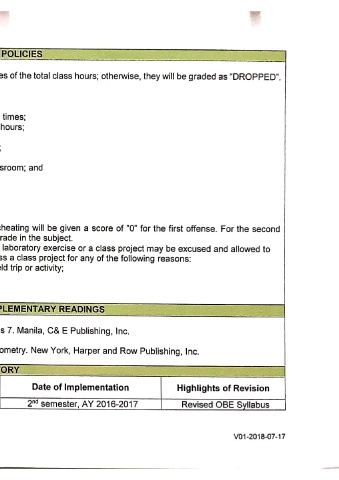 POLICIES
es of the total class hours; otherwise, they will be graded as "DROPPED".
times;
hours;
;
sroom; and
cheating will be given a score of "0" for the first offense. For the second
rade in the subject.
laboratory exercise or a class project may be excused and allowed to
ss a class project for any of the following reasons:
eld trip or activity;
PLEMENTARY READINGS
s 7. Manila, C& E Publishing, Inc.
ometry. New York, Harper and Row Publishing, Inc.
ORY
Date of Implementation Highlights of Revision
2nd semester, AY 2016-2017 Revised OBE Syllabus
V01-2018-07-17